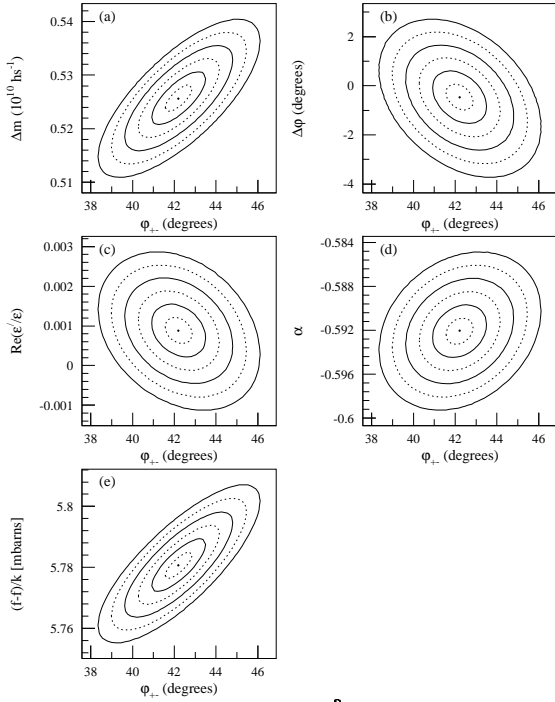 (a)
Δm (10¹⁰ ħs⁻¹)
0.54
0.53
0.52
0.51
38 40 42 44 46
φ₊₋ (degrees)
(b)
Δφ (degrees)
2
0
-2
-4
38 40 42 44 46
φ₊₋ (degrees)
(c)
Re(ε′/ε)
0.003
0.002
0.001
0
-0.001
38 40 42 44 46
φ₊₋ (degrees)
(d)
α
-0.584
-0.588
-0.592
-0.596
-0.6
38 40 42 44 46
φ₊₋ (degrees)
(e)
(f-f)/k [mbarns]
5.8
5.78
5.76
38 40 42 44 46
φ₊₋ (degrees)